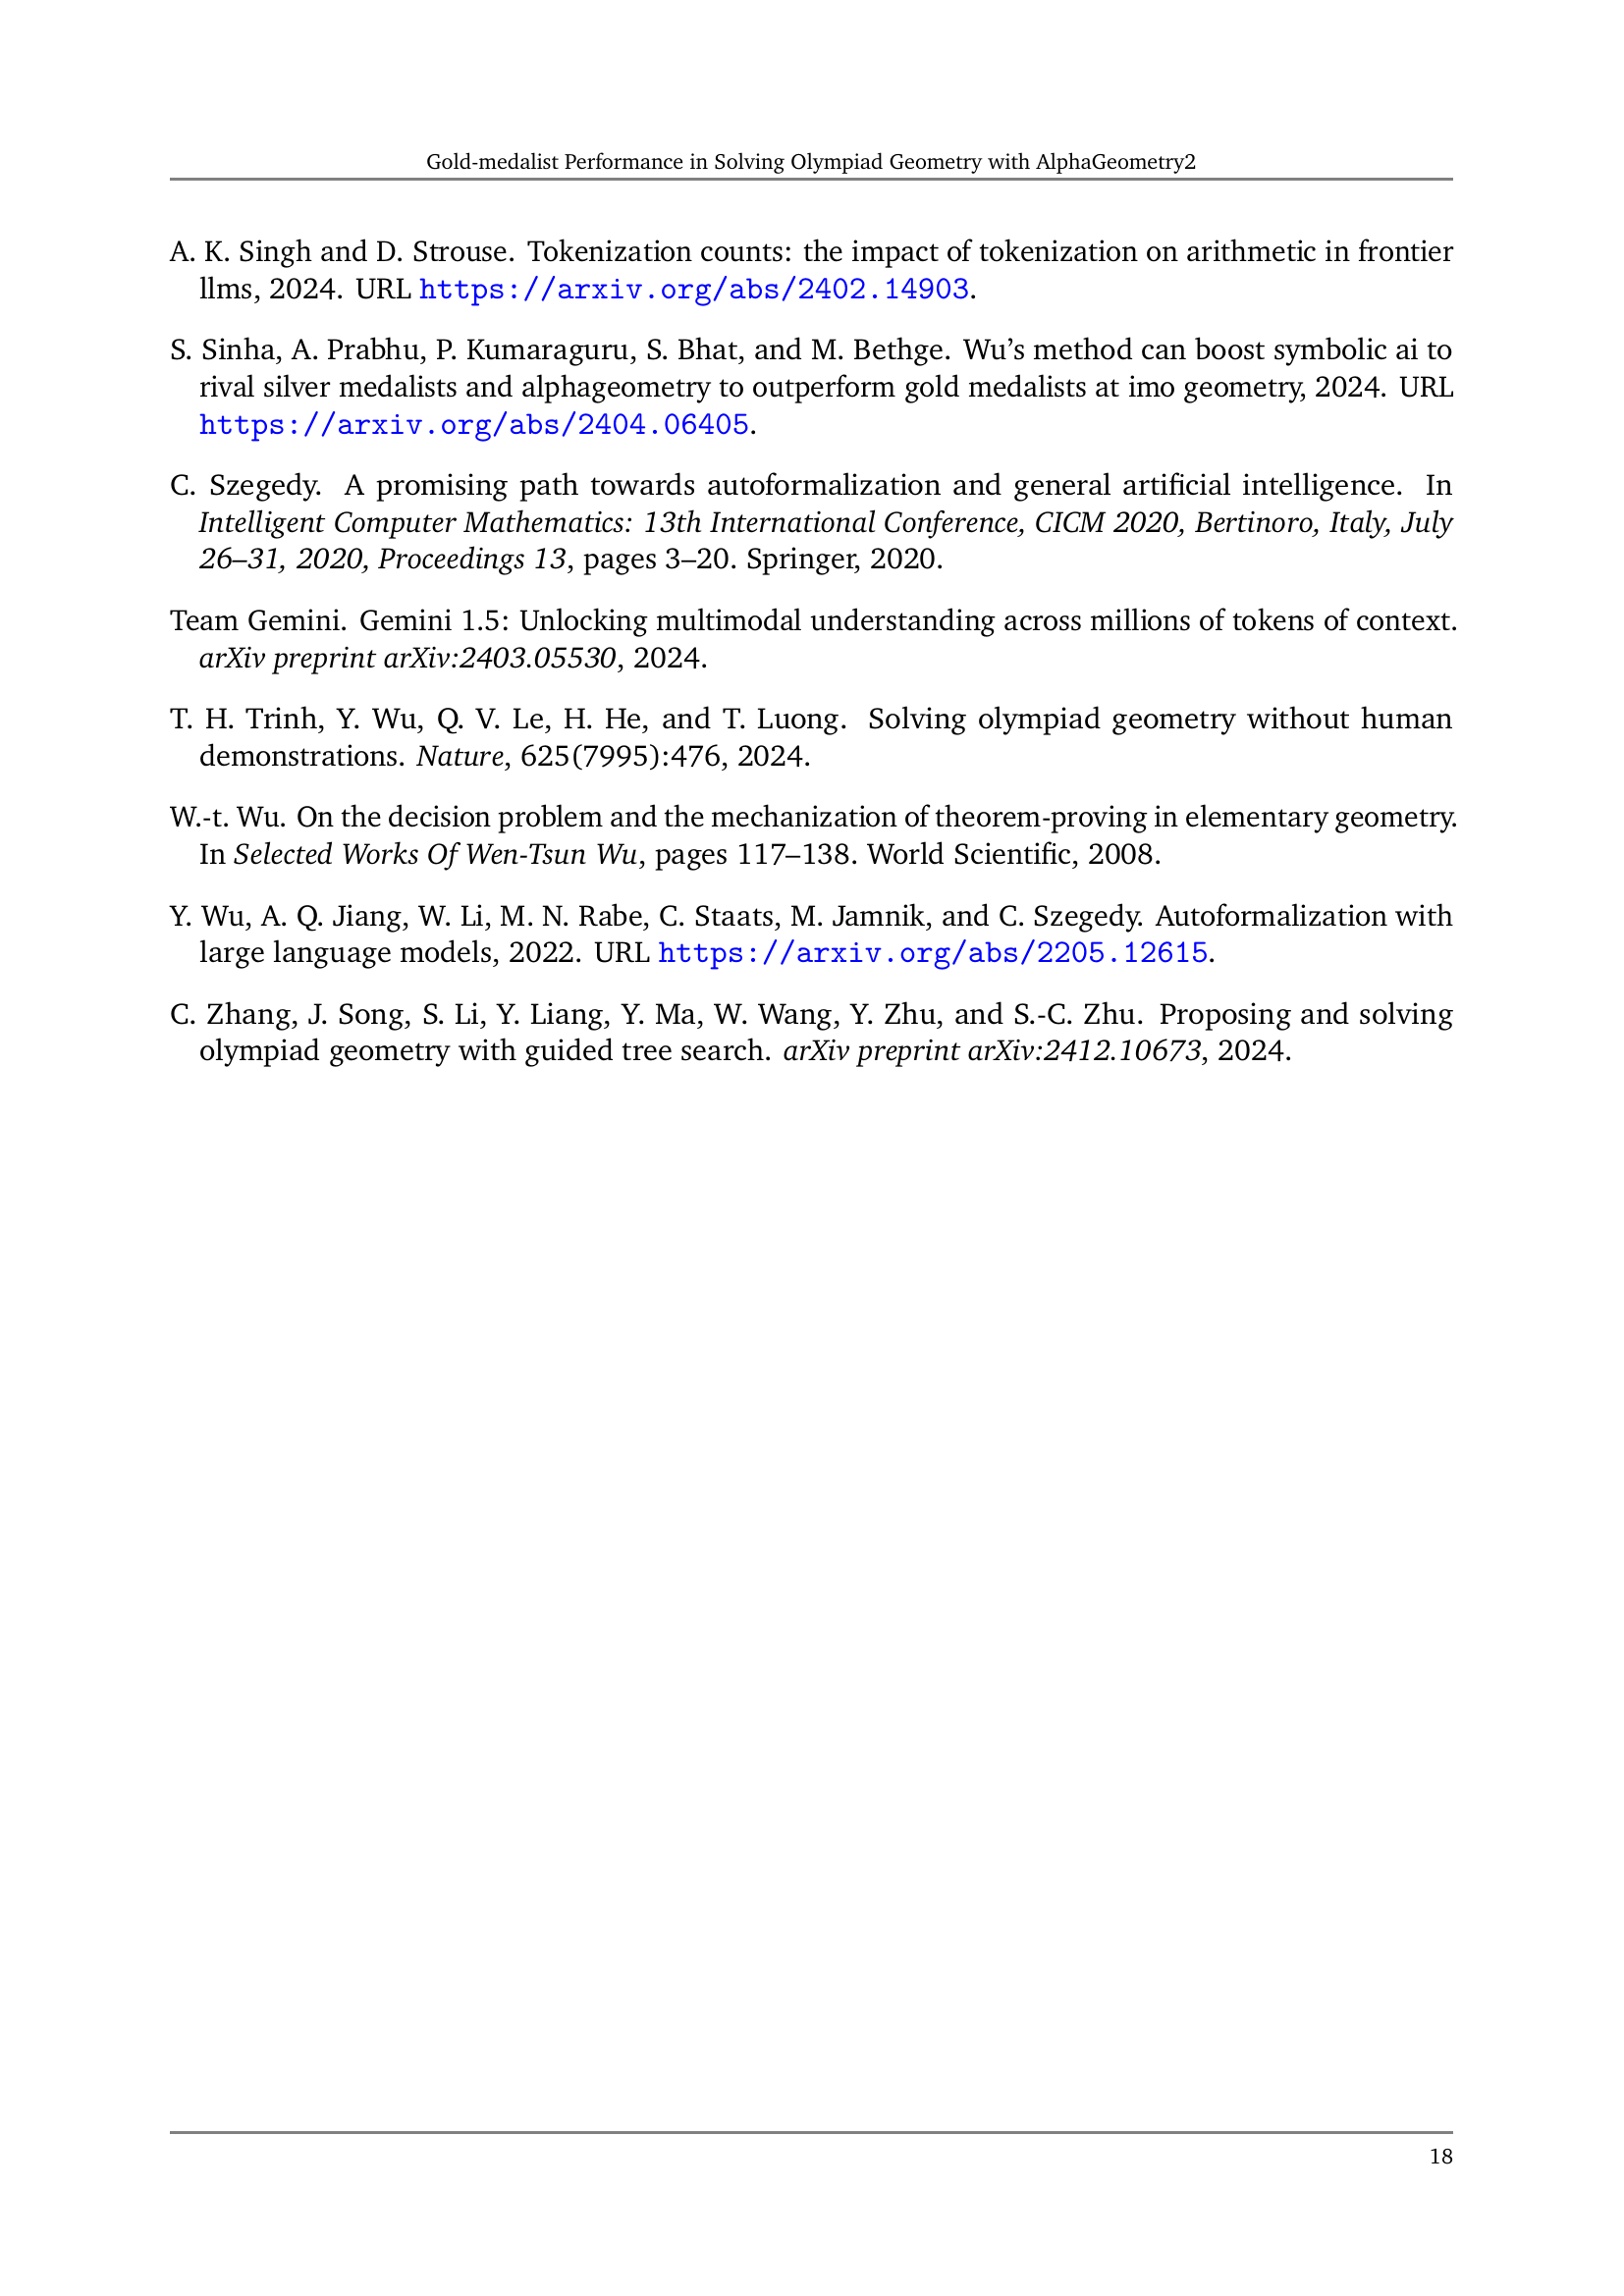 Gold-medalist Performance in Solving Olympiad Geometry with AlphaGeometry2
A. K. Singh and D. Strouse. Tokenization counts: the impact of tokenization on arithmetic in frontier
llms, 2024. URL https://arxiv.org/abs/2402.14903.
S. Sinha, A. Prabhu, P. Kumaraguru, S. Bhat, and M. Bethge. Wu’s method can boost symbolic ai to
rival silver medalists and alphageometry to outperform gold medalists at imo geometry, 2024. URL
https://arxiv.org/abs/2404.06405.
C. Szegedy. A promising path towards autoformalization and general artificial intelligence. In
Intelligent Computer Mathematics: 13th International Conference, CICM 2020, Bertinoro, Italy, July
26–31, 2020, Proceedings 13, pages 3–20. Springer, 2020.
Team Gemini. Gemini 1.5: Unlocking multimodal understanding across millions of tokens of context.
arXiv preprint arXiv:2403.05530, 2024.
T. H. Trinh, Y. Wu, Q. V. Le, H. He, and T. Luong. Solving olympiad geometry without human
demonstrations. Nature, 625(7995):476, 2024.
W.-t. Wu. On the decision problem and the mechanization of theorem-proving in elementary geometry.
In Selected Works Of Wen-Tsun Wu, pages 117–138. World Scientific, 2008.
Y. Wu, A. Q. Jiang, W. Li, M. N. Rabe, C. Staats, M. Jamnik, and C. Szegedy. Autoformalization with
large language models, 2022. URL https://arxiv.org/abs/2205.12615.
C. Zhang, J. Song, S. Li, Y. Liang, Y. Ma, W. Wang, Y. Zhu, and S.-C. Zhu. Proposing and solving
olympiad geometry with guided tree search. arXiv preprint arXiv:2412.10673, 2024.
18